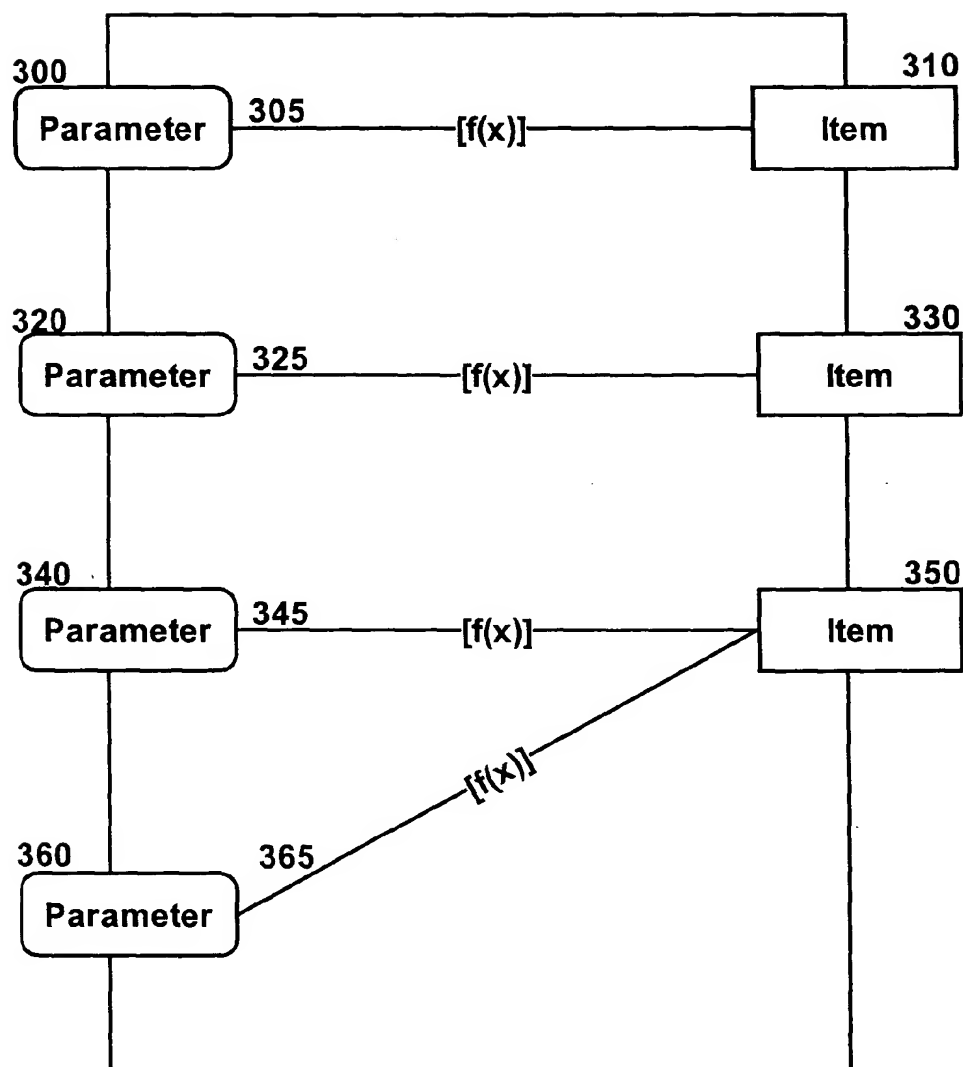 300 310
Parameter 305 [f(x)] Item
320 330
Parameter 325 [f(x)] Item
340 350
Parameter 345 [f(x)] Item
[f(x)]
360 365
Parameter